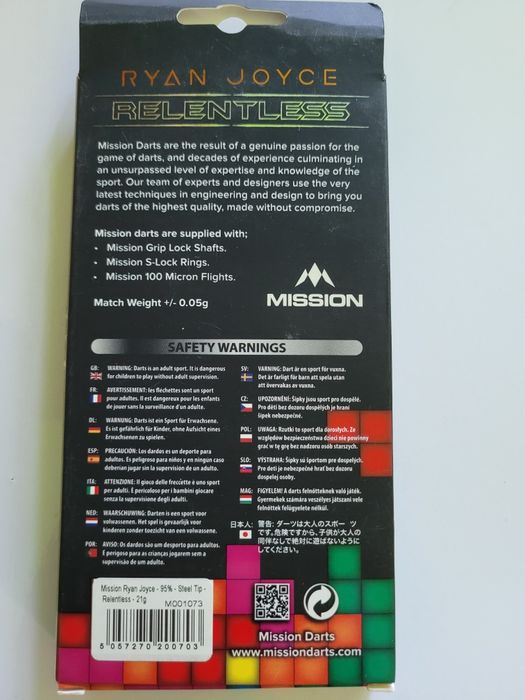 RYAN JOYCE
RELENTLESS
Mission Darts are the result of a genuine passion for the
game of darts, and decades of experience culminating in
an unsurpassed level of expertise and knowledge of the
sport. Our team of experts and designers use the very
latest techniques in engineering and design to bring you
darts of the highest quality, made without compromise.
Mission darts are supplied with;
• Mission Grip Lock Shafts.
• Mission S-Lock Rings.
• Mission 100 Micron Flights.
Match Weight +/- 0.05g
MISSION
SAFETY WARNINGS
GB: WARNING: Darts is an adult sport. It is dangerous
for children to play without adult supervision.
FR: AVERTISSEMENT: les fléchettes sont un sport
pour adultes. Il est dangereux pour les enfants
de jouer sans la surveillance d'un adulte.
DL: WARNUNG: Darts ist ein Sport für Erwachsene.
Es ist gefährlich für Kinder, ohne Aufsicht eines
Erwachsenen zu spielen.
ESP: PRECAUCIÓN: Los dardos es un deporte para
adultos. Es peligroso para niños y en ningún caso
deberian jugar sin la supervisión de un adulto.
ITA: ATTENZIONE: Il gioco delle freccette è uno sport
per adulti. E pericoloso per i bambini giocare
senza la supervisione degli adulti.
NED: WAARSCHUWING: Darten is een sport voor
volwassenen. Het spel is gevaarlijk voor
kinderen zonder toezicht van een volwassenen.
POR: AVISO: Os dardos são um desporto para adultos.
É perigoso para as crianças jogarem sem a
supervisão de um adulto.
SV: VARNING: Dart är en sport för vuxna.
Det är farligt för barn att spela utan
att övervakas av vuxna.
CZ: UPOZORNĚNÍ: Šipky jsou sport pro dospělé.
Pro děti bez dozoru dospělých je hraní
šipek nebezpečné.
POL: UWAGA: Rzutki to sport dla dorosłych. Ze
względow bezpieczeństwa dzieci nie powinny
grać w tę grę bez nadzoru osób dorosłych.
SLO: VÝSTRAHA: Šípky sú športom pre dospelých.
Pre deti je nebezpečné hrať bez dozoru
dospelej osoby.
MAG: FIGYELEM! A darts felnőtteknek való játék.
Gyermekek számára veszélyes játszani vele
felnőttek felügyelete nélkül.
日本人: 警告: ダーツは大人のスポー ツ
です。危険ですから、子供が大人の
同伴なしで絶対に遊ばないように
してください。
Mission Ryan Joyce - 95% - Steel Tip -
Relentless - 21g
M001073
5 057270 200703
Mission Darts
www.missiondarts.com